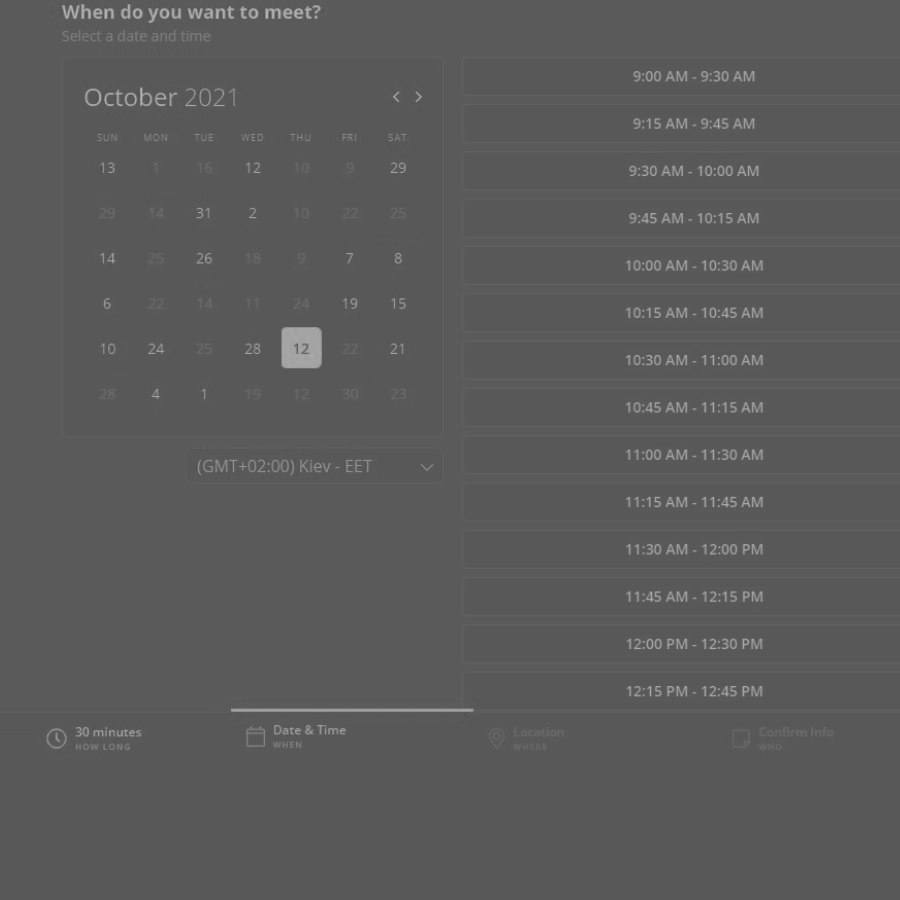 When do you want to meet?
Select a date and time
October 2021
SUN MON TUE WED THU FRI SAT
13 1 16 12 10 9 29
29 14 31 2 10 22 25
14 25 26 18 9 7 8
6 22 14 11 24 19 15
10 24 25 28 12 22 21
28 4 1 19 12 30 23
(GMT+02:00) Kiev - EET
9:00 AM - 9:30 AM
9:15 AM - 9:45 AM
9:30 AM - 10:00 AM
9:45 AM - 10:15 AM
10:00 AM - 10:30 AM
10:15 AM - 10:45 AM
10:30 AM - 11:00 AM
10:45 AM - 11:15 AM
11:00 AM - 11:30 AM
11:15 AM - 11:45 AM
11:30 AM - 12:00 PM
11:45 AM - 12:15 PM
12:00 PM - 12:30 PM
12:15 PM - 12:45 PM
30 minutes
HOW LONG
Date & Time
WHEN
Location
WHERE
Confirm Info
WHO